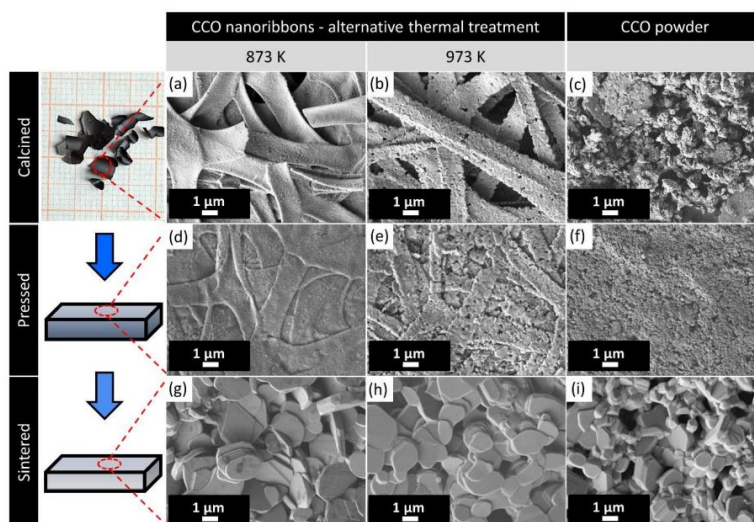 CCO nanoribbons - alternative thermal treatment
CCO powder
873 K
973 K
Calcined
(a)
1 µm
(b)
1 µm
(c)
1 µm
Pressed
(d)
1 µm
(e)
1 µm
(f)
1 µm
Sintered
(g)
1 µm
(h)
1 µm
(i)
1 µm